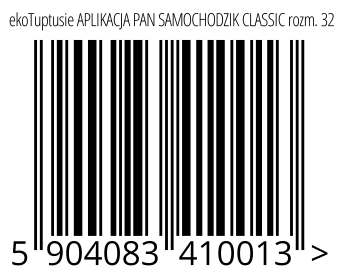 ekoTuptusie APLIKACJA PAN SAMOCHODZIK CLASSIC rozm. 32
5 904083 410013 >